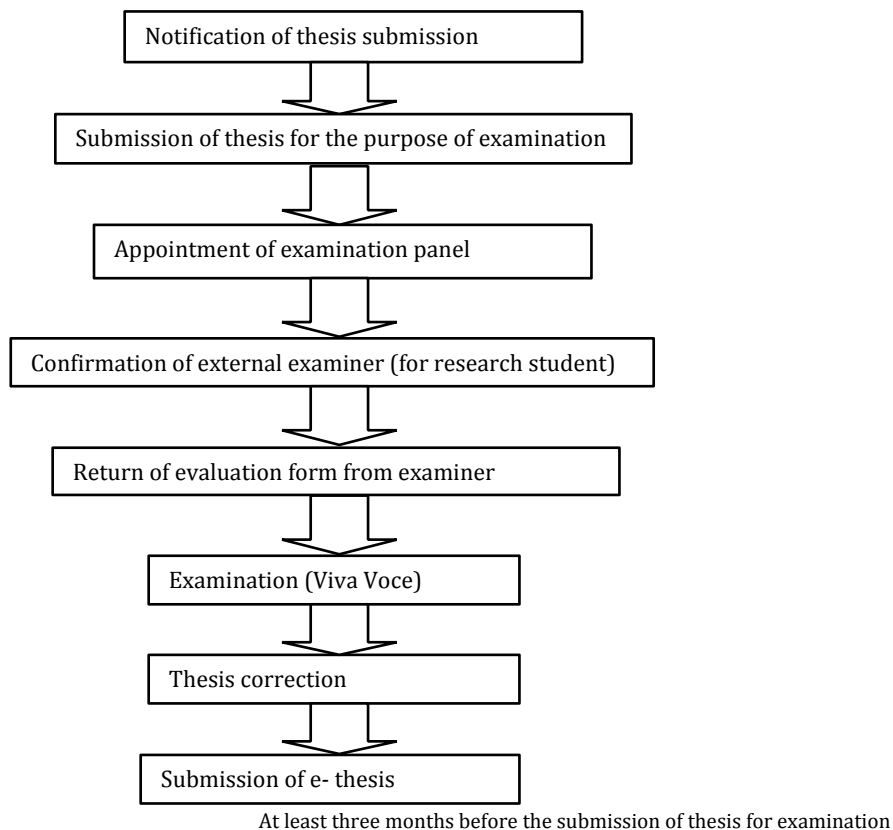 Notification of thesis submission
Submission of thesis for the purpose of examination
Appointment of examination panel
Confirmation of external examiner (for research student)
Return of evaluation form from examiner
Examination (Viva Voce)
Thesis correction
Submission of e- thesis
At least three months before the submission of thesis for examination